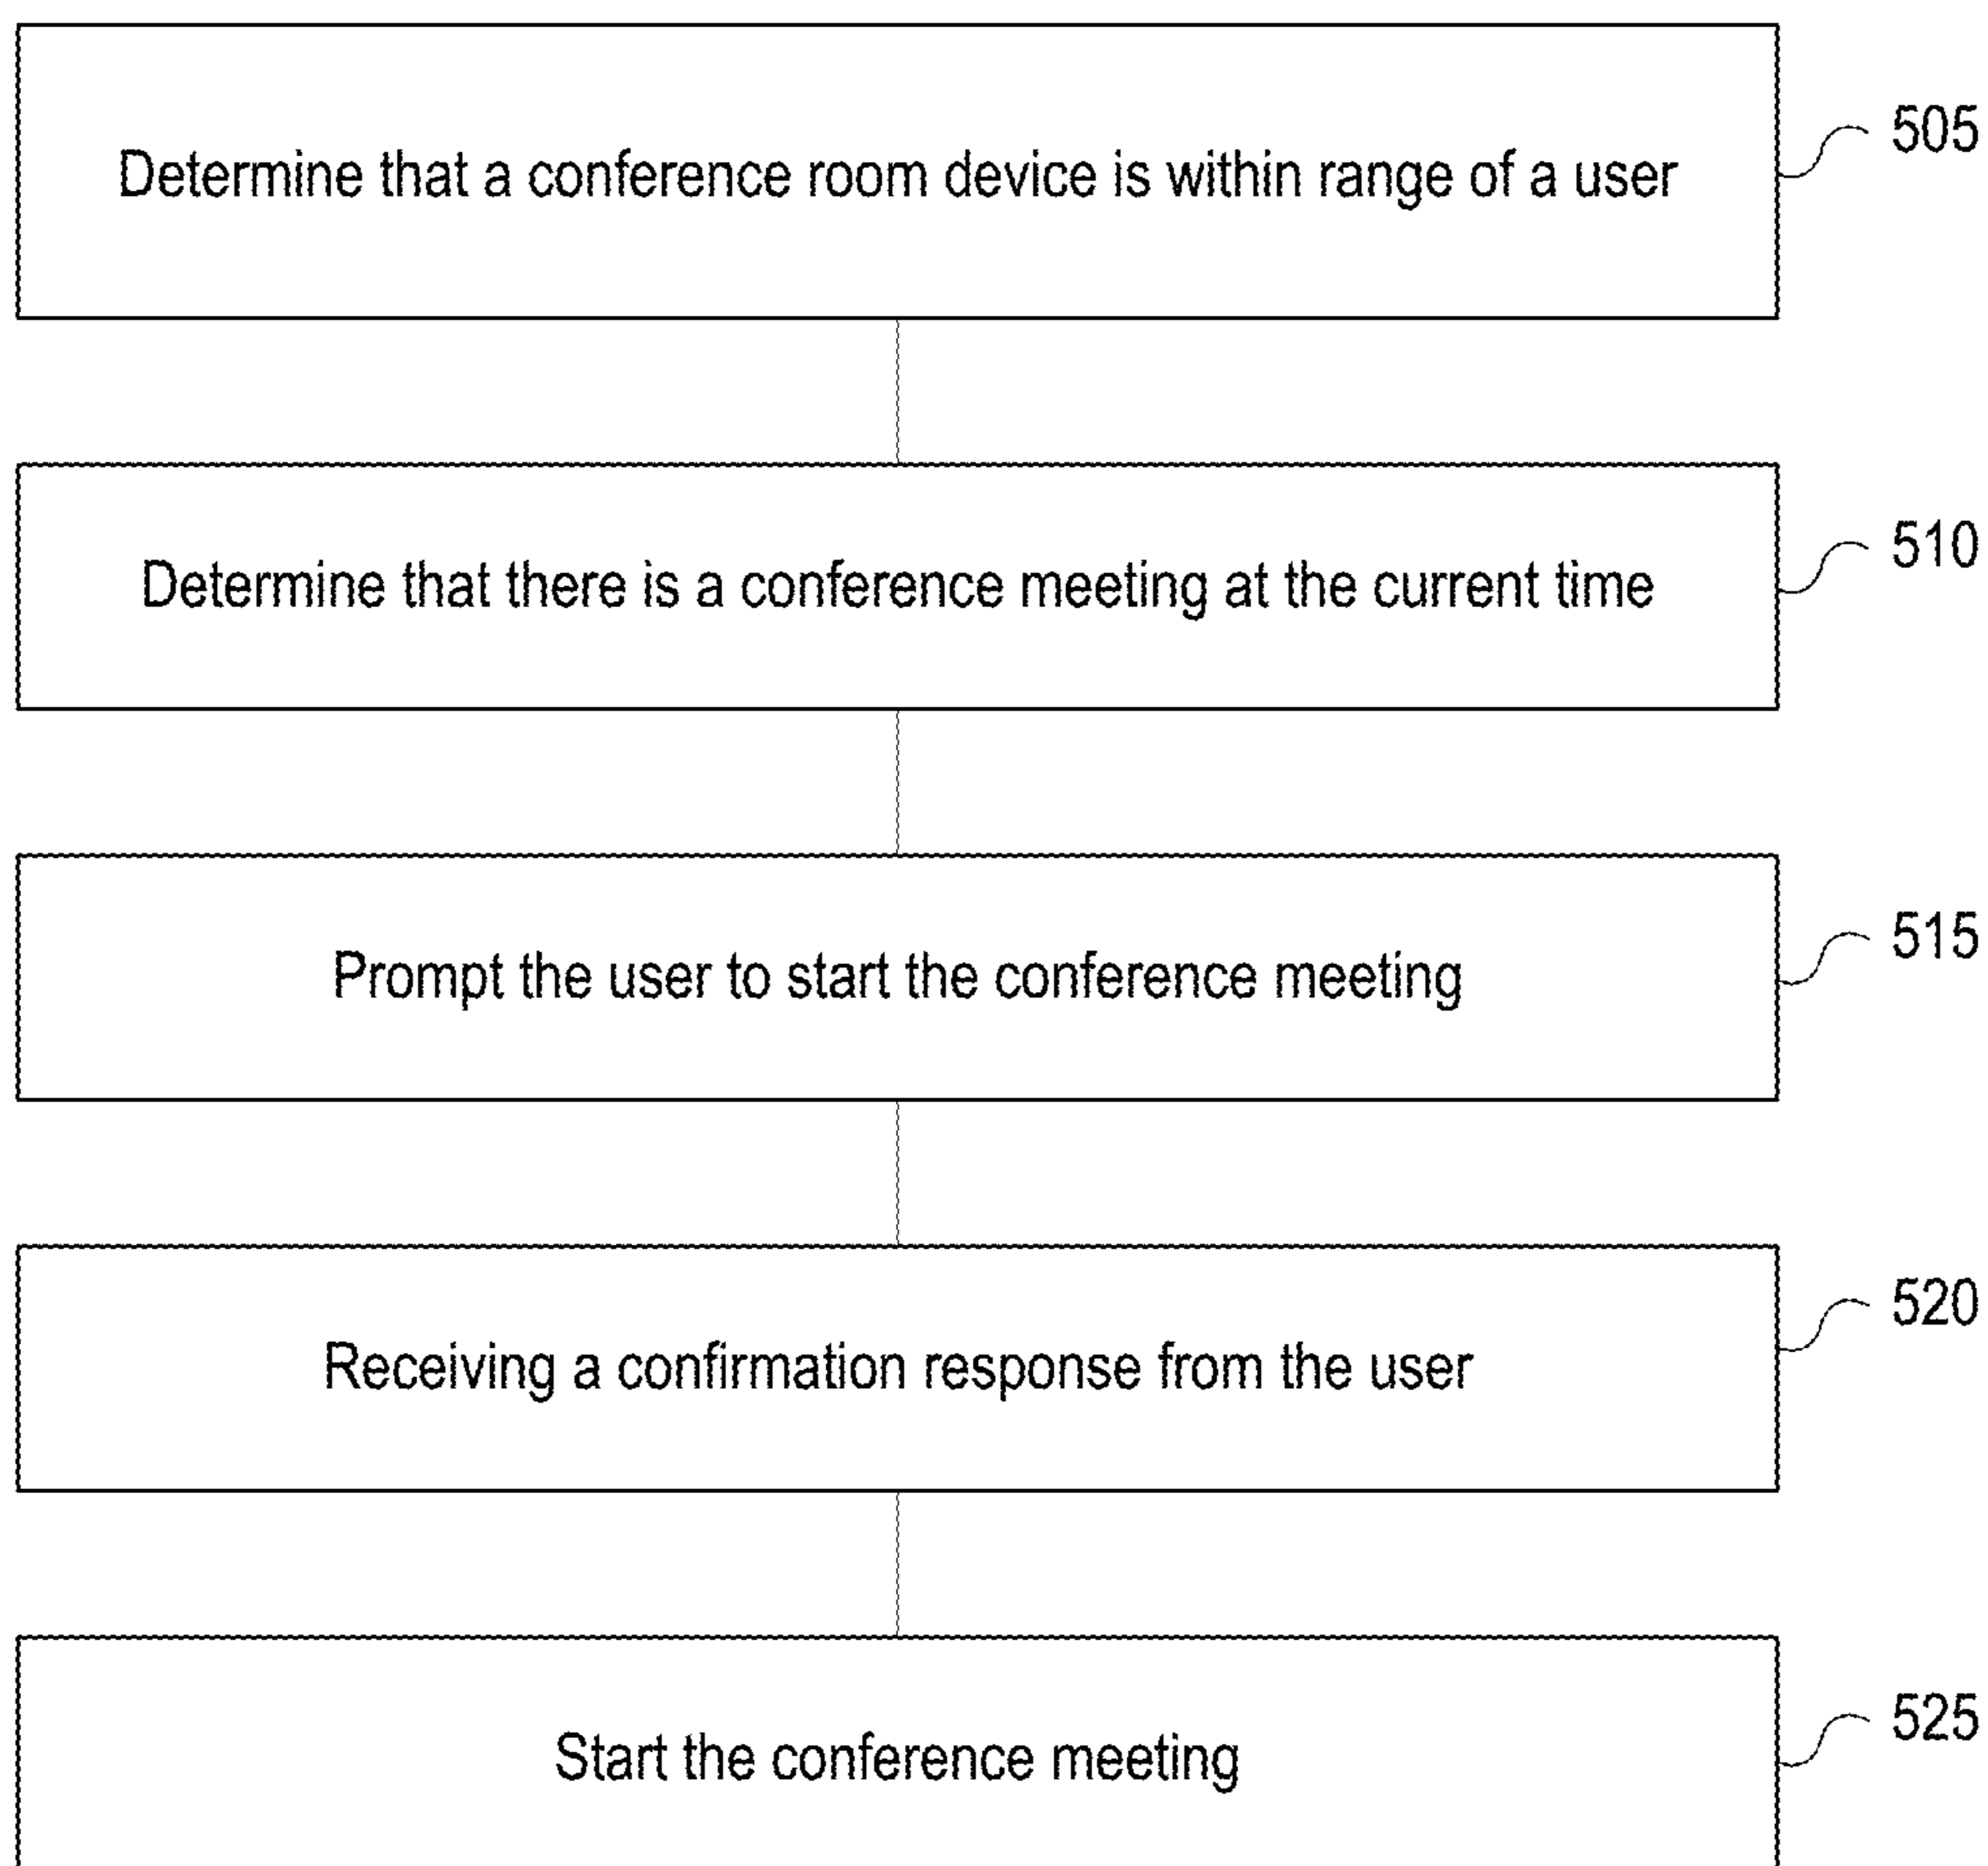 Determine that a conference room device is within range of a user
505
Determine that there is a conference meeting at the current time
510
Prompt the user to start the conference meeting
515
Receiving a confirmation response from the user
520
Start the conference meeting
525